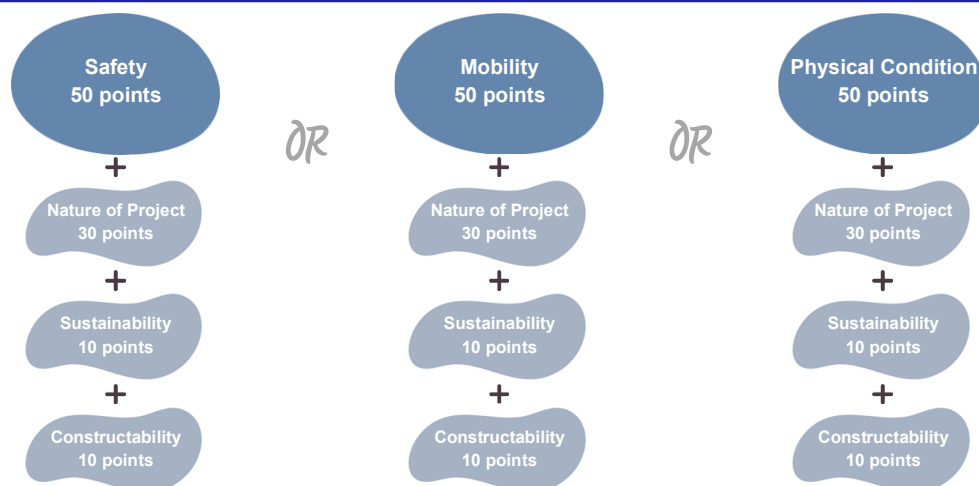 Safety
50 points
+
Nature of Project
30 points
+
Sustainability
10 points
+
Constructability
10 points
OR
Mobility
50 points
+
Nature of Project
30 points
+
Sustainability
10 points
+
Constructability
10 points
OR
Physical Condition
50 points
+
Nature of Project
30 points
+
Sustainability
10 points
+
Constructability
10 points